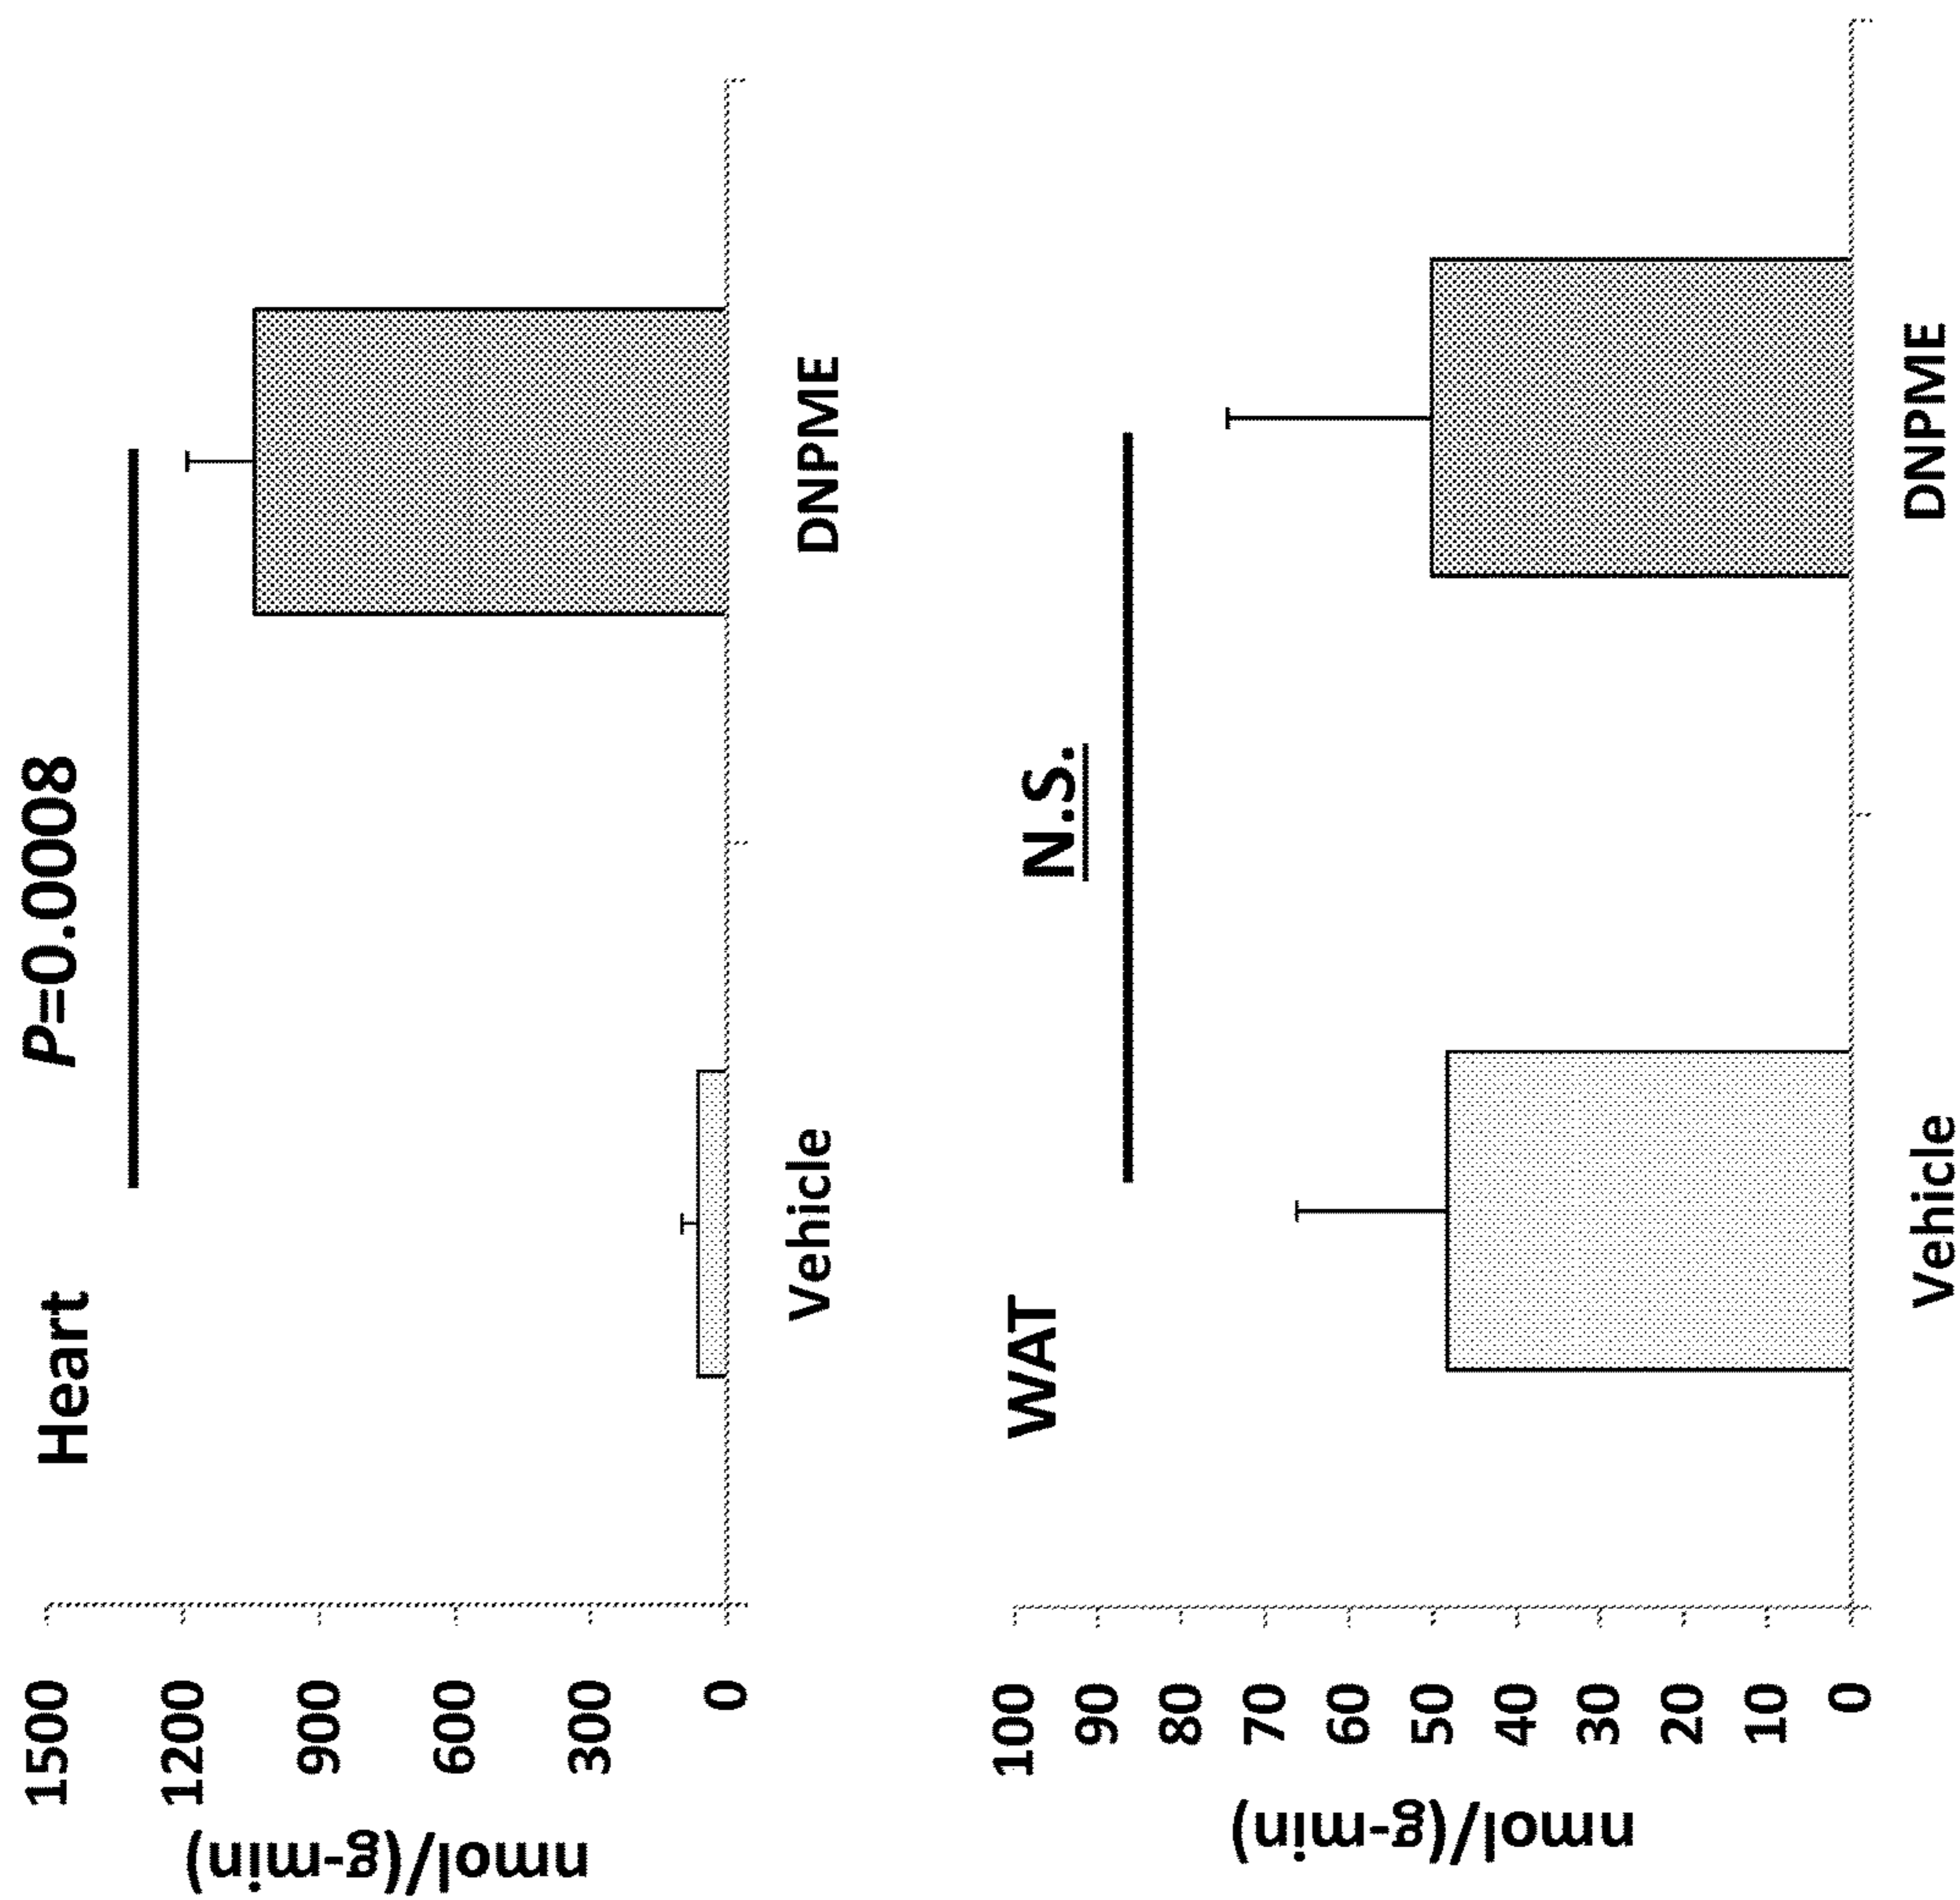 Heart
P=0.0008
1500
1200
900
600
300
0
nmol/(g-min)
Vehicle
DNPME
WAT
N.S.
100
90
80
70
60
50
40
30
20
10
0
nmol/(g-min)
Vehicle
DNPME